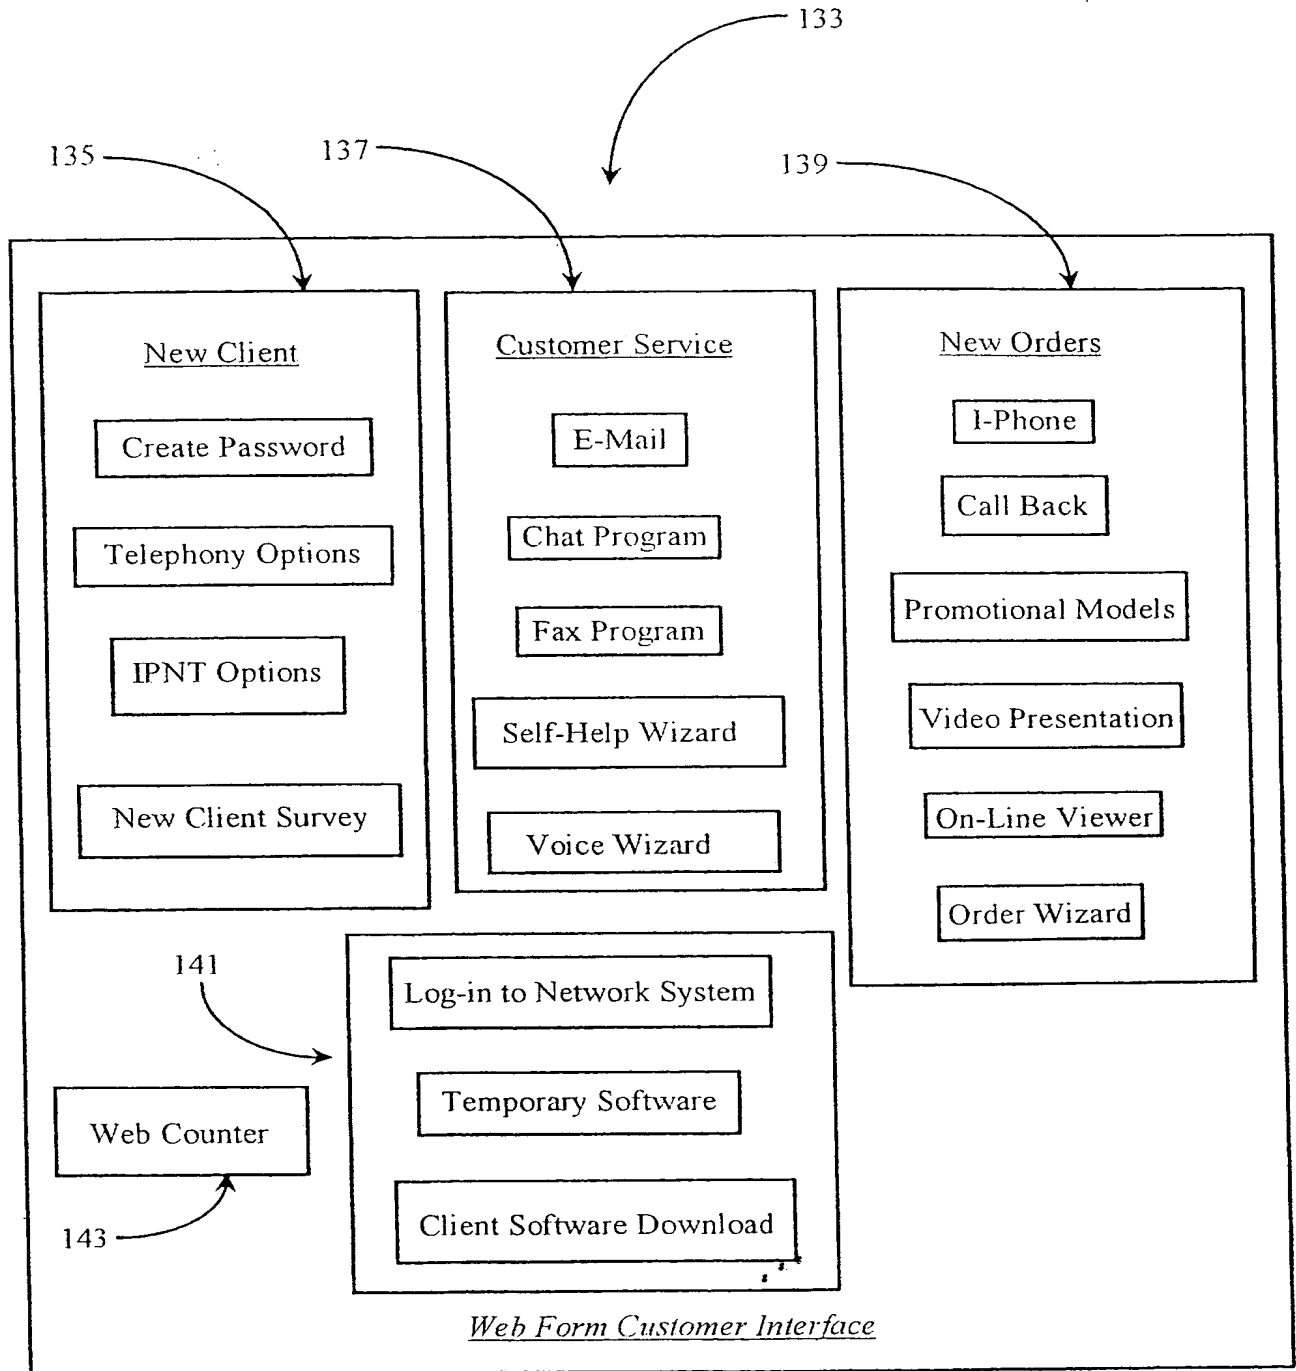 133
135
137
139
New Client
Create Password
Telephony Options
IPNT Options
New Client Survey
Customer Service
E-Mail
Chat Program
Fax Program
Self-Help Wizard
Voice Wizard
New Orders
I-Phone
Call Back
Promotional Models
Video Presentation
On-Line Viewer
Order Wizard
141
Log-in to Network System
Temporary Software
Client Software Download
Web Counter
143
Web Form Customer Interface